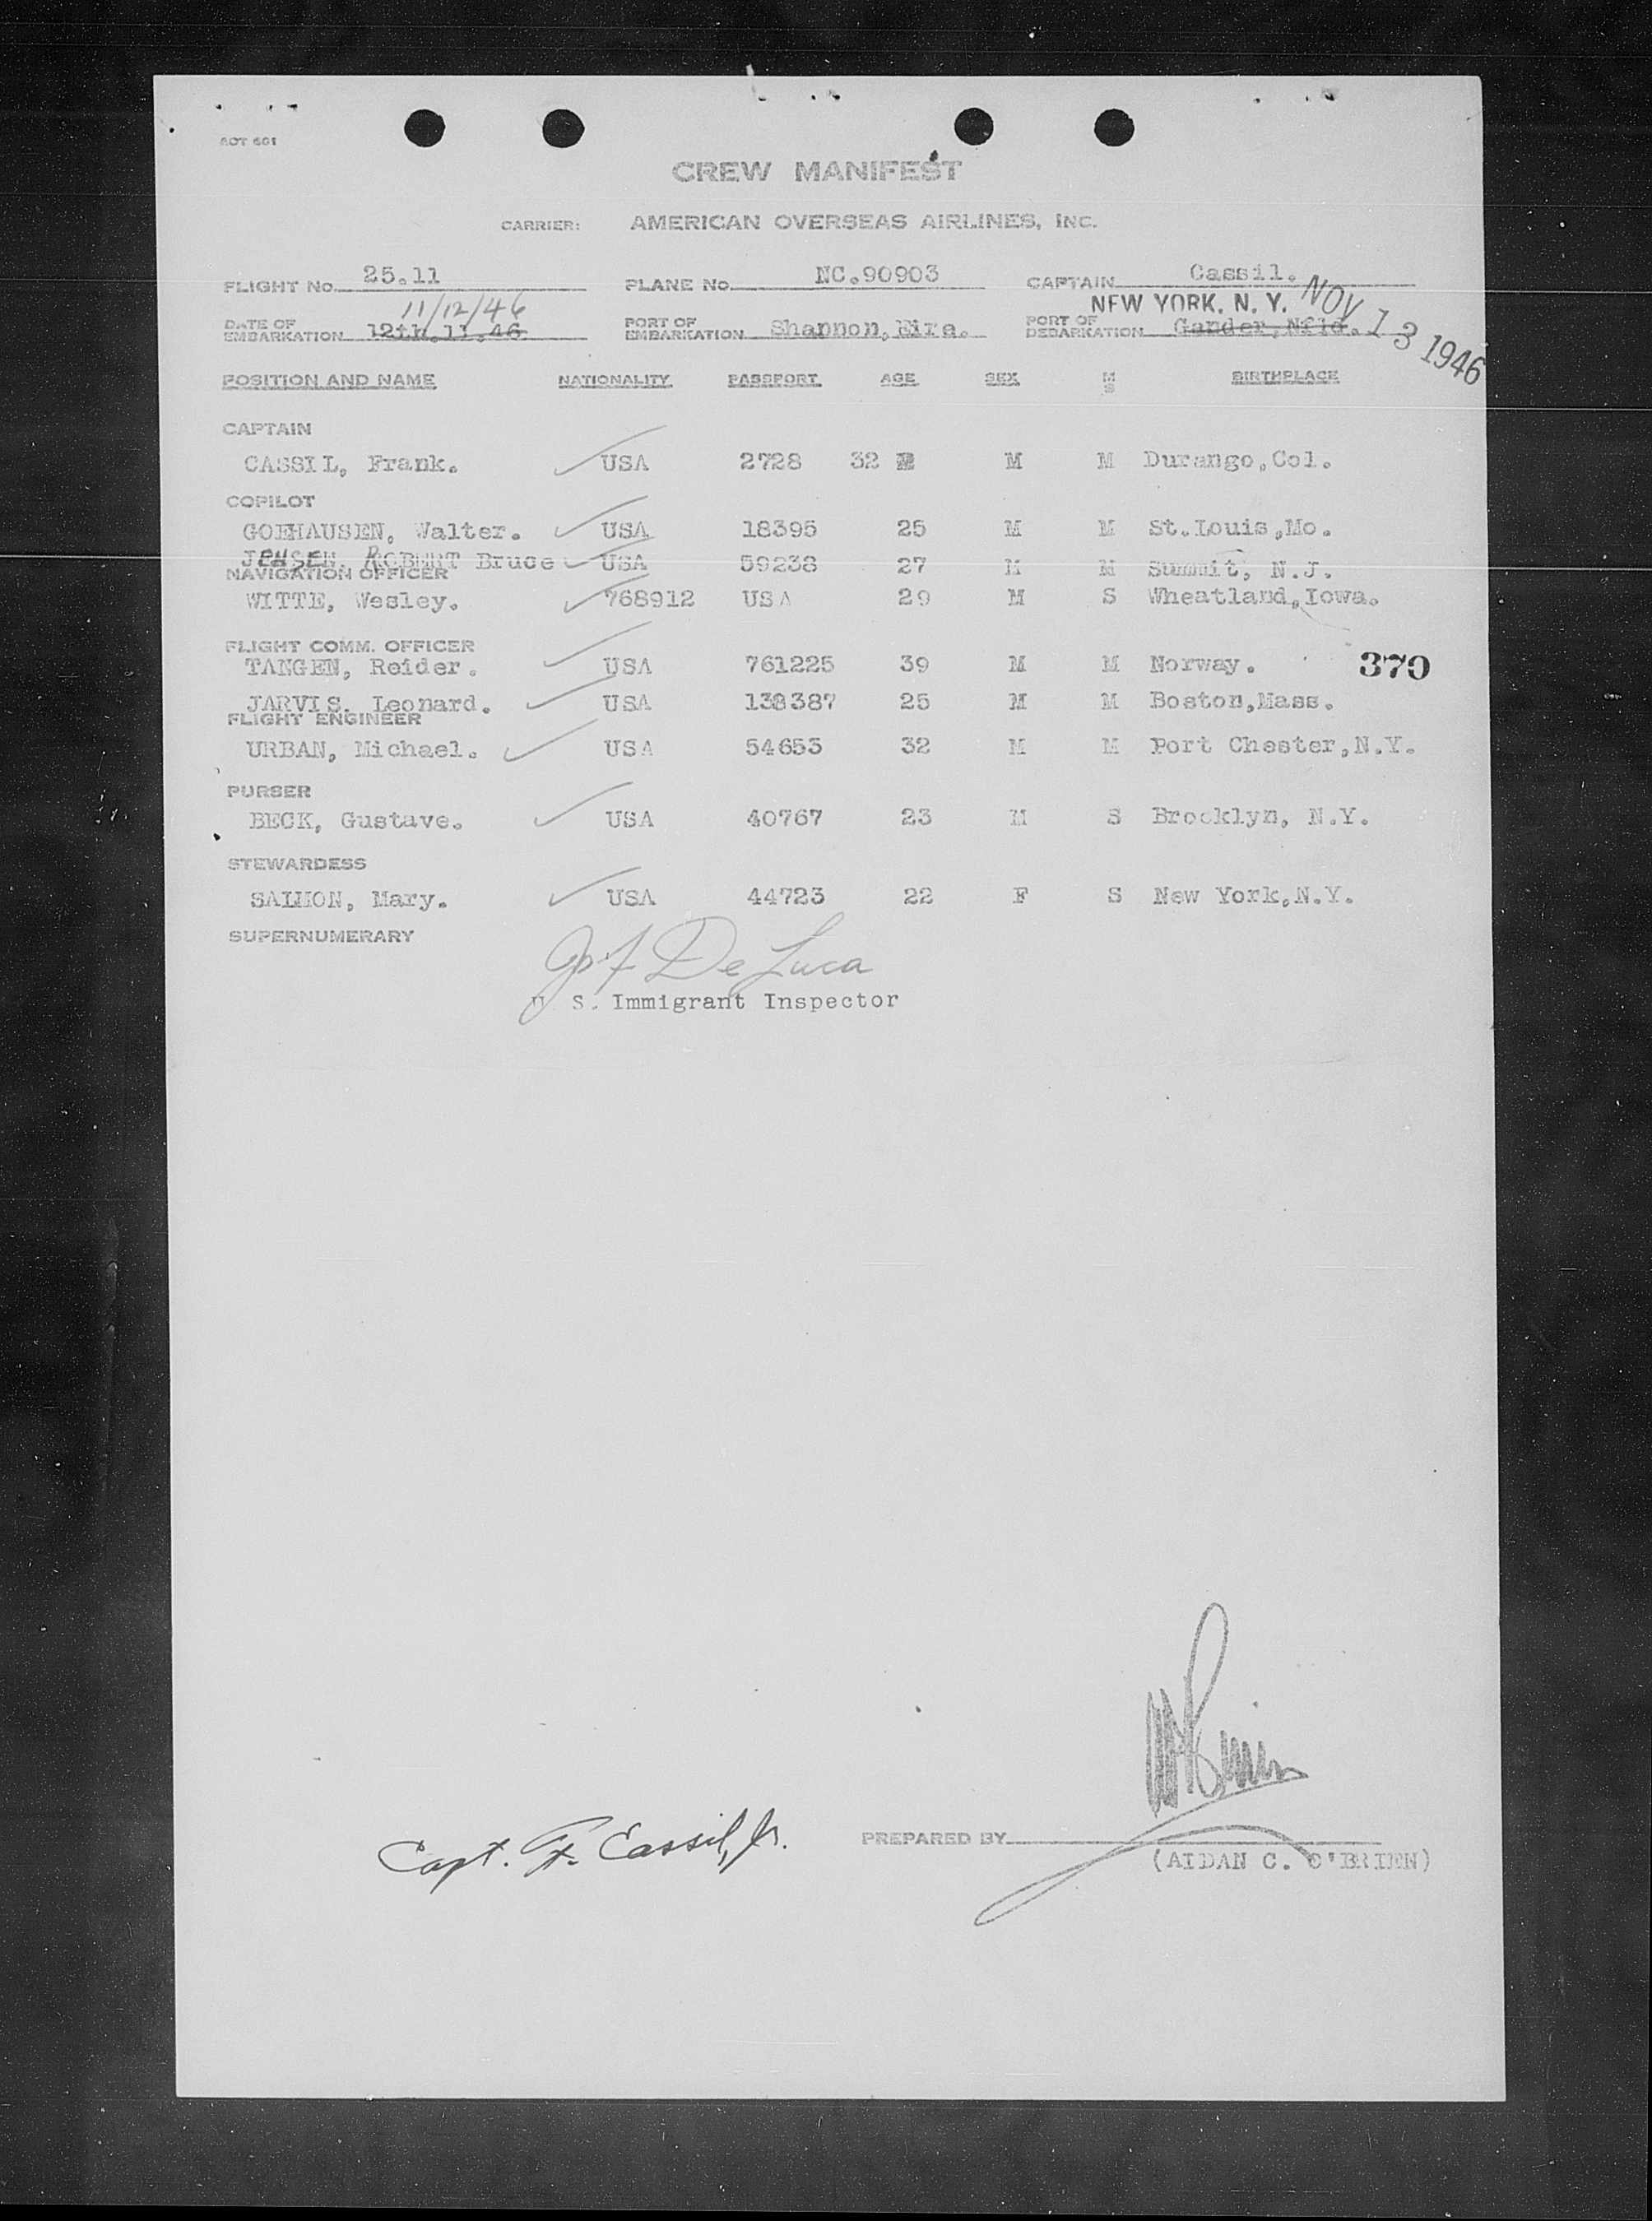 AOT 601
CREW MANIFEST
CARRIER: AMERICAN OVERSEAS AIRLINES, INC.
FLIGHT No. 25.11 PLANE No. NC.90903 CAPTAIN Cassil.
11/12/46 NEW YORK, N. Y. NOV 13 1946
DATE OF EMBARKATION 12th.11.46 PORT OF EMBARKATION Shannon, Eire. PORT OF DEBARKATION Gander, Nfld.
POSITION AND NAME NATIONALITY PASSPORT AGE SEX M S BIRTHPLACE
CAPTAIN
CASSIL, Frank. USA 2728 32 M M Durango,Col.
COPILOT
GOEHAUSEN, Walter. USA 18395 25 M M St.Louis,Mo.
JENSEN, ROBERT Bruce USA 59238 27 M M Summit, N.J.
NAVIGATION OFFICER
WITTE, Wesley. 768912 USA 29 M S Wheatland,Iowa.
FLIGHT COMM. OFFICER
TANGEN, Reider. USA 761225 39 M M Norway. 370
JARVIS. Leonard. USA 138387 25 M M Boston,Mass.
FLIGHT ENGINEER
URBAN, Michael. USA 54653 32 M M Port Chester,N.Y.
PURSER
BECK, Gustave. USA 40767 23 M S Brooklyn, N.Y.
STEWARDESS
SALMON, Mary. USA 44723 22 F S New York,N.Y.
SUPERNUMERARY
De Luca
U. S. Immigrant Inspector
Capt. F. Cassil, Jr.
PREPARED BY
(AIDAN C. O'BRIEN)